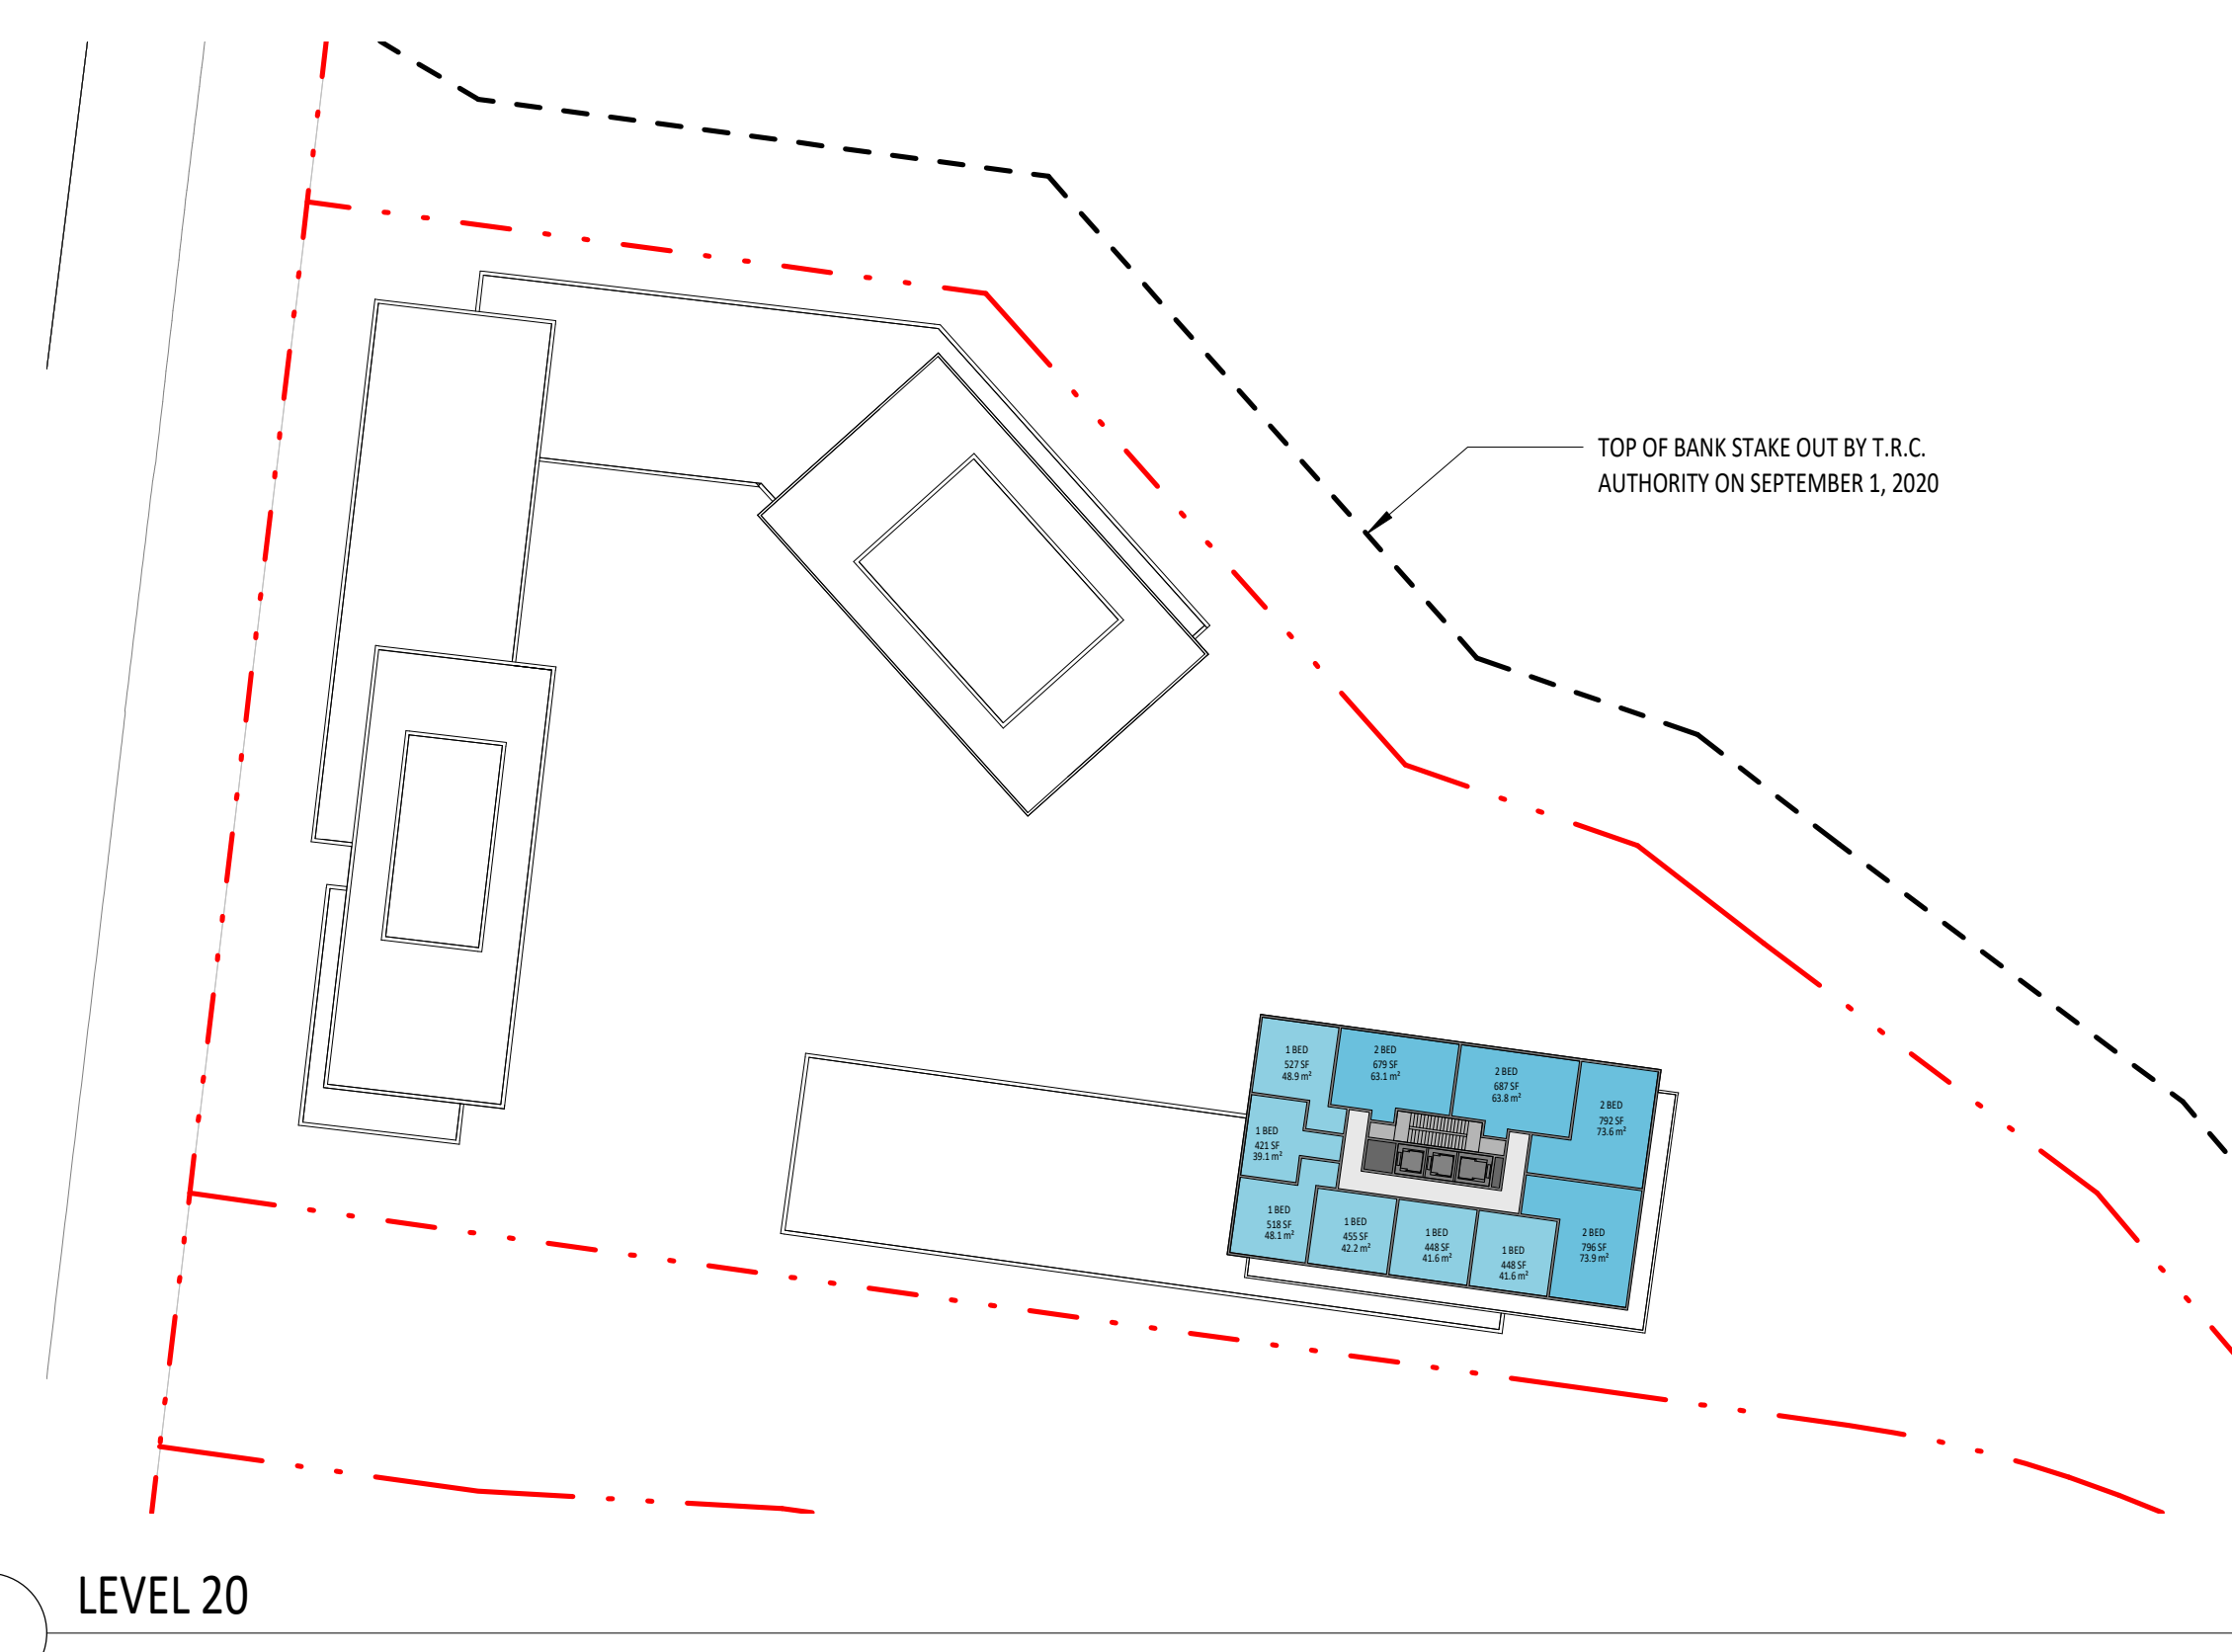 TOP OF BANK STAKE OUT BY T.R.C.
AUTHORITY ON SEPTEMBER 1, 2020
1 BED
527 SF
48.9 m²
2 BED
679 SF
63.1 m²
2 BED
687 SF
63.8 m²
2 BED
792 SF
73.6 m²
1 BED
421 SF
39.1 m²
1 BED
518 SF
48.1 m²
1 BED
455 SF
42.2 m²
1 BED
448 SF
41.6 m²
1 BED
448 SF
41.6 m²
2 BED
796 SF
73.9 m²
LEVEL 20